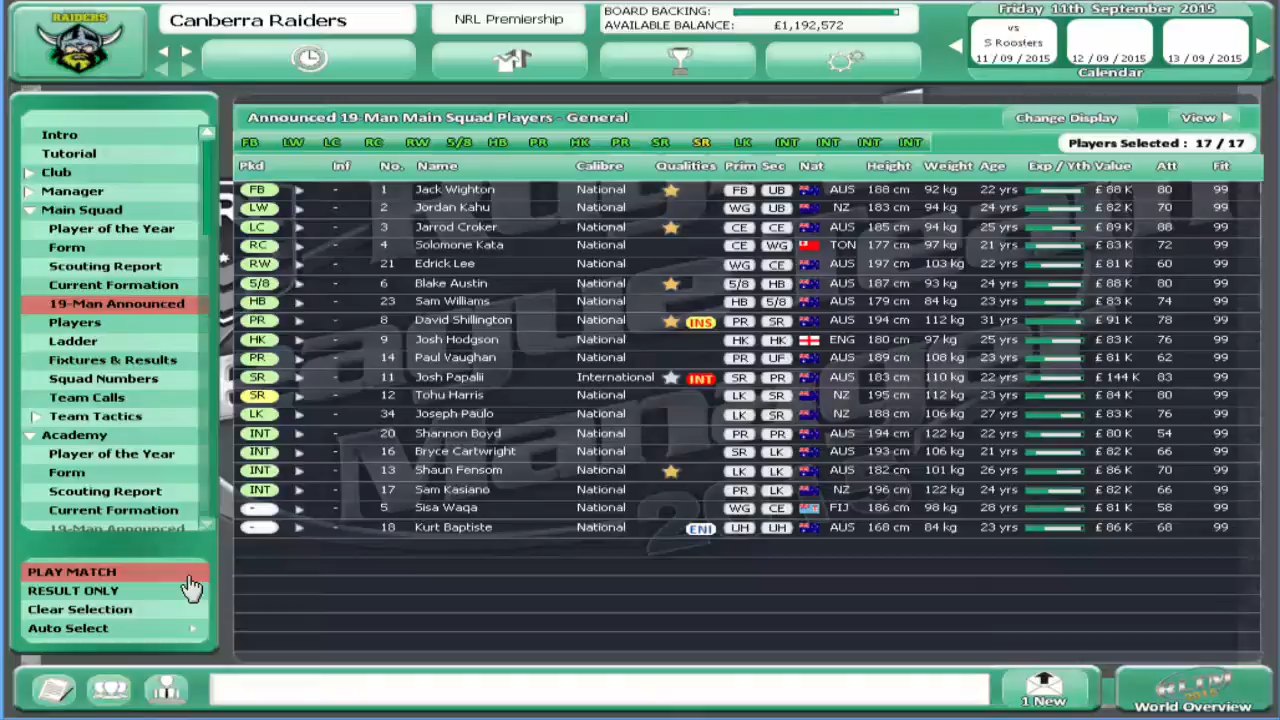 RAIDERS
Canberra Raiders
NRL Premiership
BOARD BACKING:
AVAILABLE BALANCE: £1,192,572
Friday 11th September 2015
vs
S Roosters
11 / 09 / 2015 12 / 09 / 2015 13 / 09 / 2015
Calendar
Intro
Tutorial
Club
Manager
Main Squad
Player of the Year
Form
Scouting Report
Current Formation
19-Man Announced
Players
Ladder
Fixtures & Results
Squad Numbers
Team Calls
Team Tactics
Academy
Player of the Year
Form
Scouting Report
Current Formation
19-Man Announced
PLAY MATCH
RESULT ONLY
Clear Selection
Auto Select
Announced 19-Man Main Squad Players - General
Change Display
View
FB LW LC RC RW 5/8 HB PR HK PR SR SR LK INT INT INT INT
Players Selected : 17 / 17
Pkd Inf No. Name Calibre Qualities Prim Sec Nat Height Weight Age Exp / Yth Value Att Fit
FB - 1 Jack Wighton National FB UB AUS 188 cm 92 kg 22 yrs £ 88 K 80 99
LW - 2 Jordan Kahu National WG UB NZ 183 cm 94 kg 24 yrs £ 82 K 70 99
LC - 3 Jarrod Croker National CE CE AUS 185 cm 94 kg 25 yrs £ 89 K 88 99
RC - 4 Solomone Kata National CE WG TON 177 cm 97 kg 21 yrs £ 83 K 72 99
RW - 21 Edrick Lee National WG CE AUS 197 cm 103 kg 22 yrs £ 81 K 60 99
5/8 - 6 Blake Austin National 5/8 HB AUS 187 cm 93 kg 24 yrs £ 88 K 80 99
HB - 23 Sam Williams National HB 5/8 AUS 179 cm 84 kg 23 yrs £ 83 K 74 99
PR - 8 David Shillington National INS PR SR AUS 194 cm 112 kg 31 yrs £ 91 K 78 99
HK - 9 Josh Hodgson National HK HK ENG 180 cm 97 kg 25 yrs £ 83 K 76 99
PR - 14 Paul Vaughan National PR UF AUS 189 cm 108 kg 23 yrs £ 81 K 62 99
SR - 11 Josh Papalii International INT SR PR AUS 183 cm 110 kg 22 yrs £ 144 K 83 99
SR - 12 Tohu Harris National LK SR NZ 195 cm 112 kg 23 yrs £ 84 K 80 99
LK - 34 Joseph Paulo National LK SR NZ 188 cm 106 kg 27 yrs £ 83 K 76 99
INT - 20 Shannon Boyd National PR PR AUS 194 cm 122 kg 22 yrs £ 80 K 54 99
INT - 16 Bryce Cartwright National SR LK AUS 193 cm 106 kg 21 yrs £ 82 K 66 99
INT - 13 Shaun Fensom National LK LK AUS 182 cm 101 kg 26 yrs £ 86 K 70 99
INT - 17 Sam Kasiano National PR LK NZ 196 cm 122 kg 24 yrs £ 82 K 66 99
- - 5 Sisa Waqa National WG CE FIJ 186 cm 98 kg 28 yrs £ 81 K 58 99
- - 18 Kurt Baptiste National ENI UH UH AUS 168 cm 84 kg 23 yrs £ 86 K 68 99
1 New
RLTM
2015
World Overview